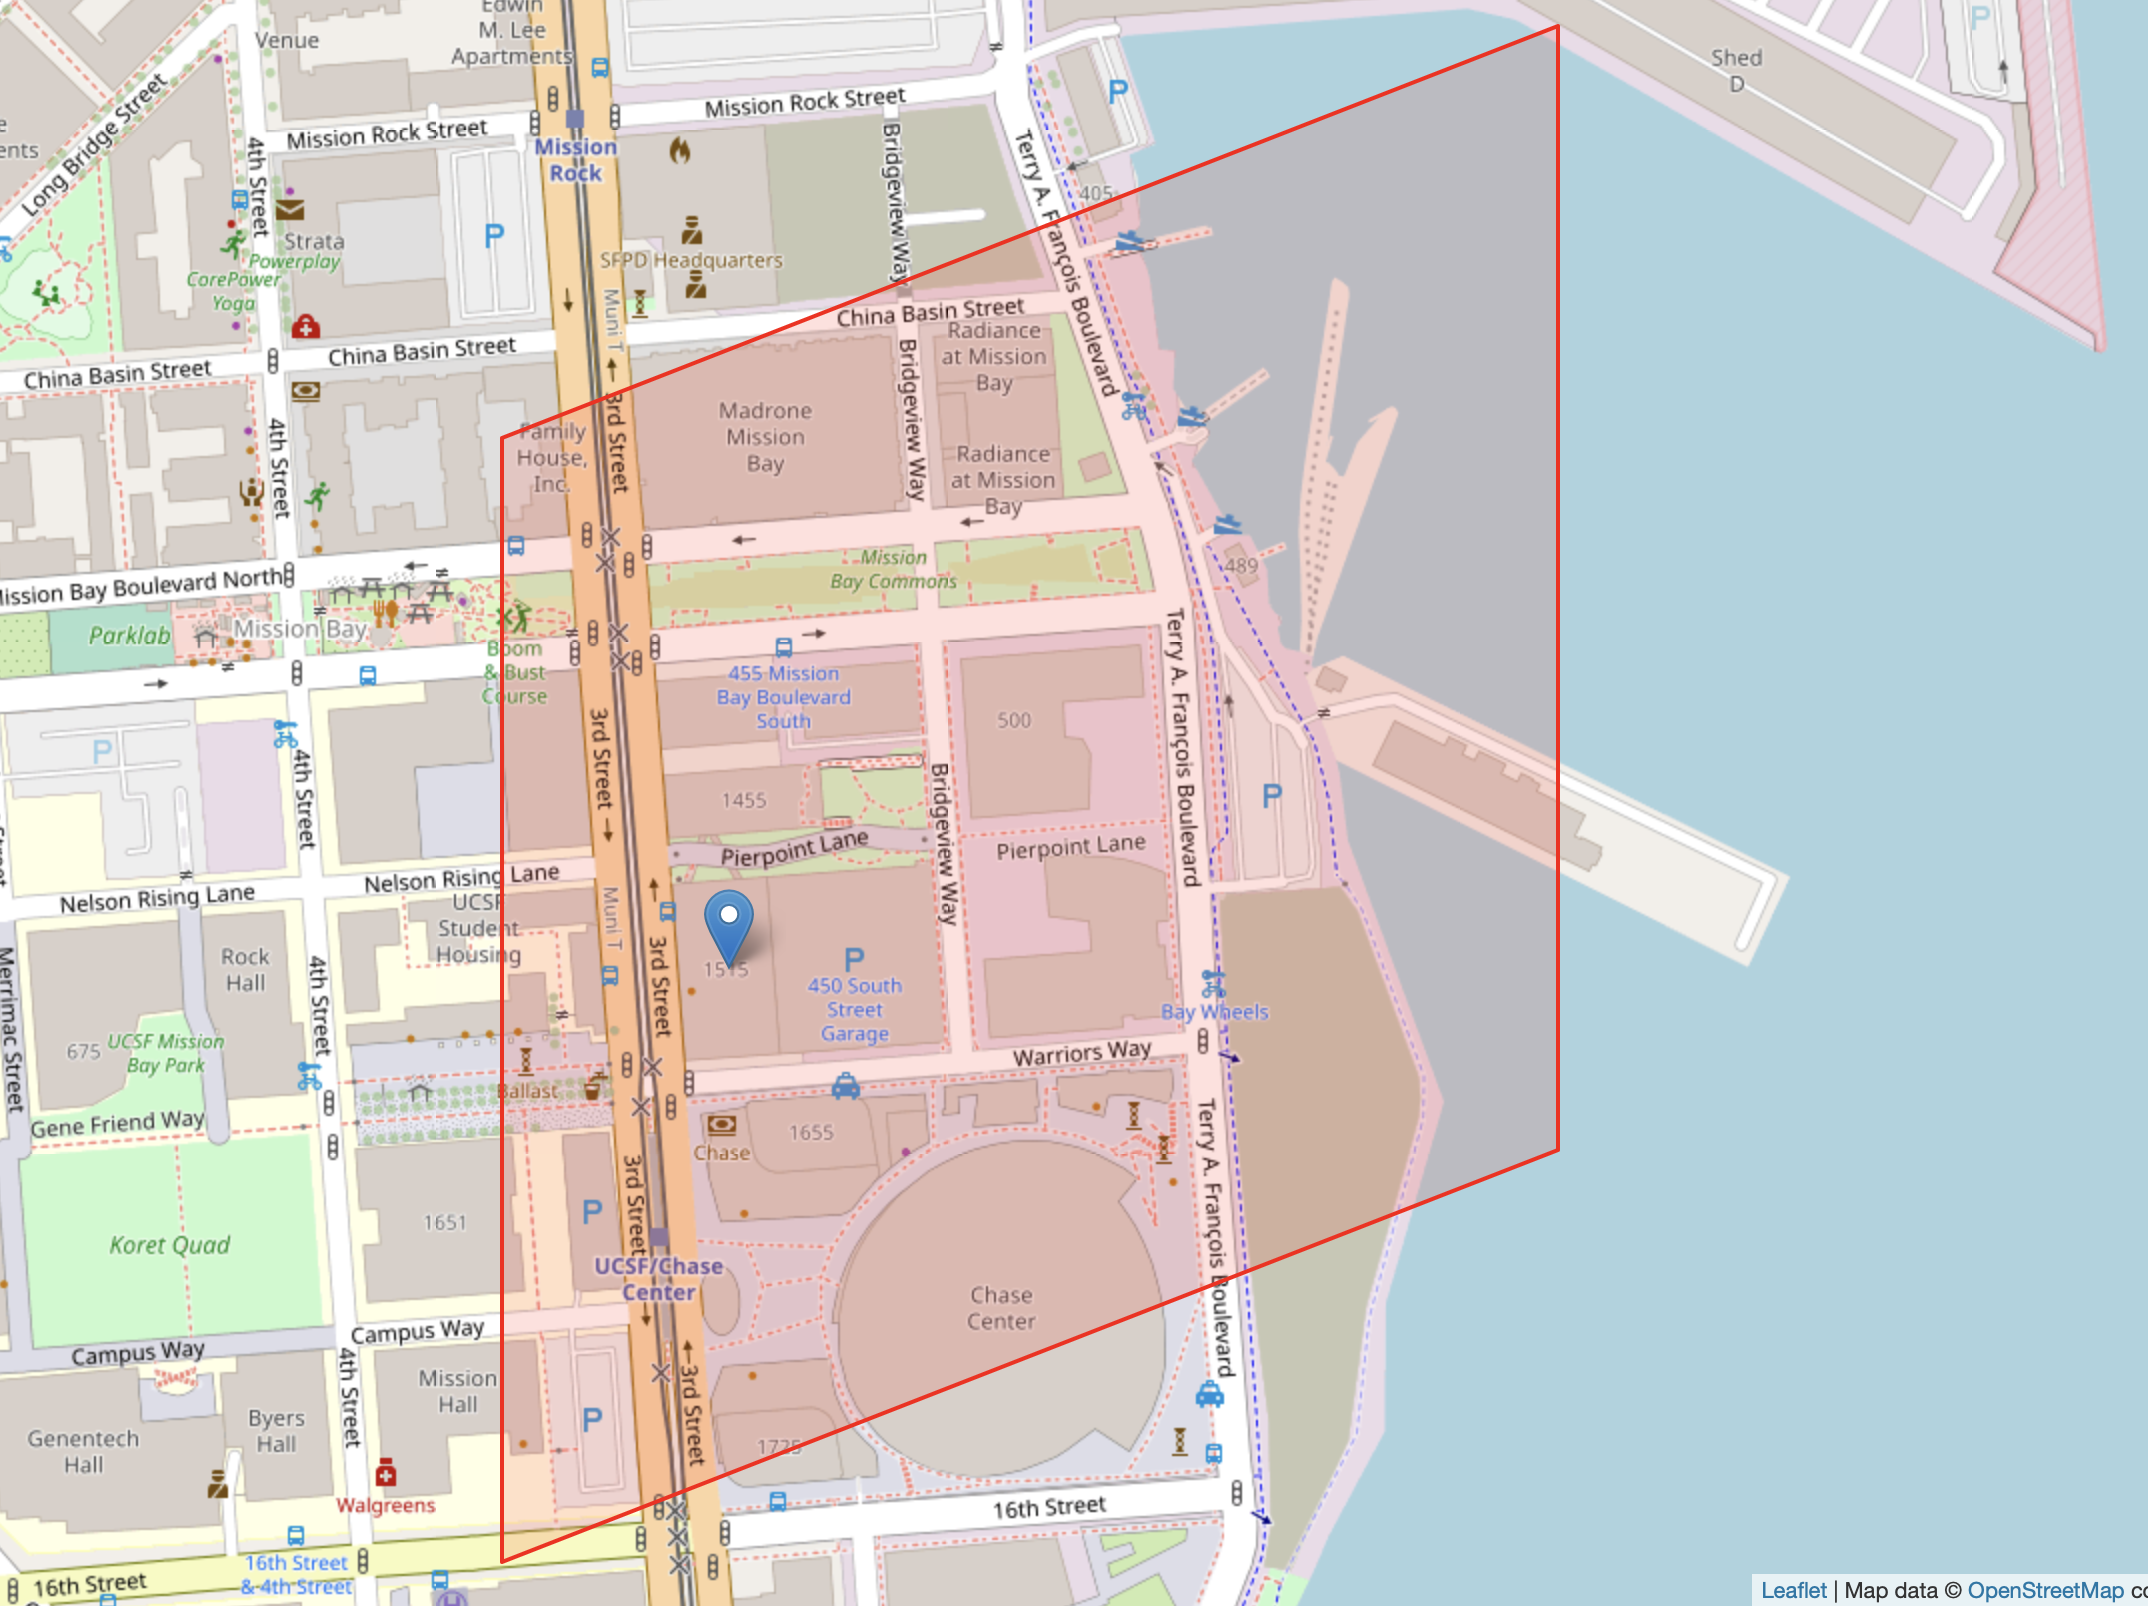 Edwin
M. Lee
Apartments
Venue
Shed
D
P
P
Long Bridge Street
4th Street
Mission Rock Street
Mission Rock Street
Mission
Rock
Bridgeview Way
Terry A. François Boulevard
405
P
Strata
Powerplay
CorePower
Yoga
SFPD Headquarters
Muni T
China Basin Street
China Basin Street
China Basin Street
Radiance
at Mission
Bay
Madrone
Mission
Bay
Bridgeview Way
Family
House,
Inc.
3rd Street
4th Street
Radiance
at Mission
Bay
Mission
Bay Commons
489
Mission Bay Boulevard North
Parklab
Mission Bay
Boom
& Bust
Course
455 Mission
Bay Boulevard
South
500
Terry A. François Boulevard
P
3rd Street
4th Street
P
1455
Bridgeview Way
Pierpoint Lane
Pierpoint Lane
Nelson Rising Lane
Nelson Rising Lane
UCSF
Student
Housing
Muni T
3rd Street
1515
P
450 South
Street
Garage
Rock
Hall
4th Street
Merrimac Street
675
UCSF Mission
Bay Park
Bay Wheels
Warriors Way
Ballast
Gene Friend Way
Chase
1655
3rd Street
Terry A. François Boulevard
P
1651
Koret Quad
UCSF/Chase
Center
Chase
Center
Campus Way
Campus Way
4th Street
3rd Street
Mission
Hall
P
Genentech
Hall
Byers
Hall
1725
Walgreens
16th Street
16th Street
& 4th Street
16th Street
Leaflet | Map data © OpenStreetMap co